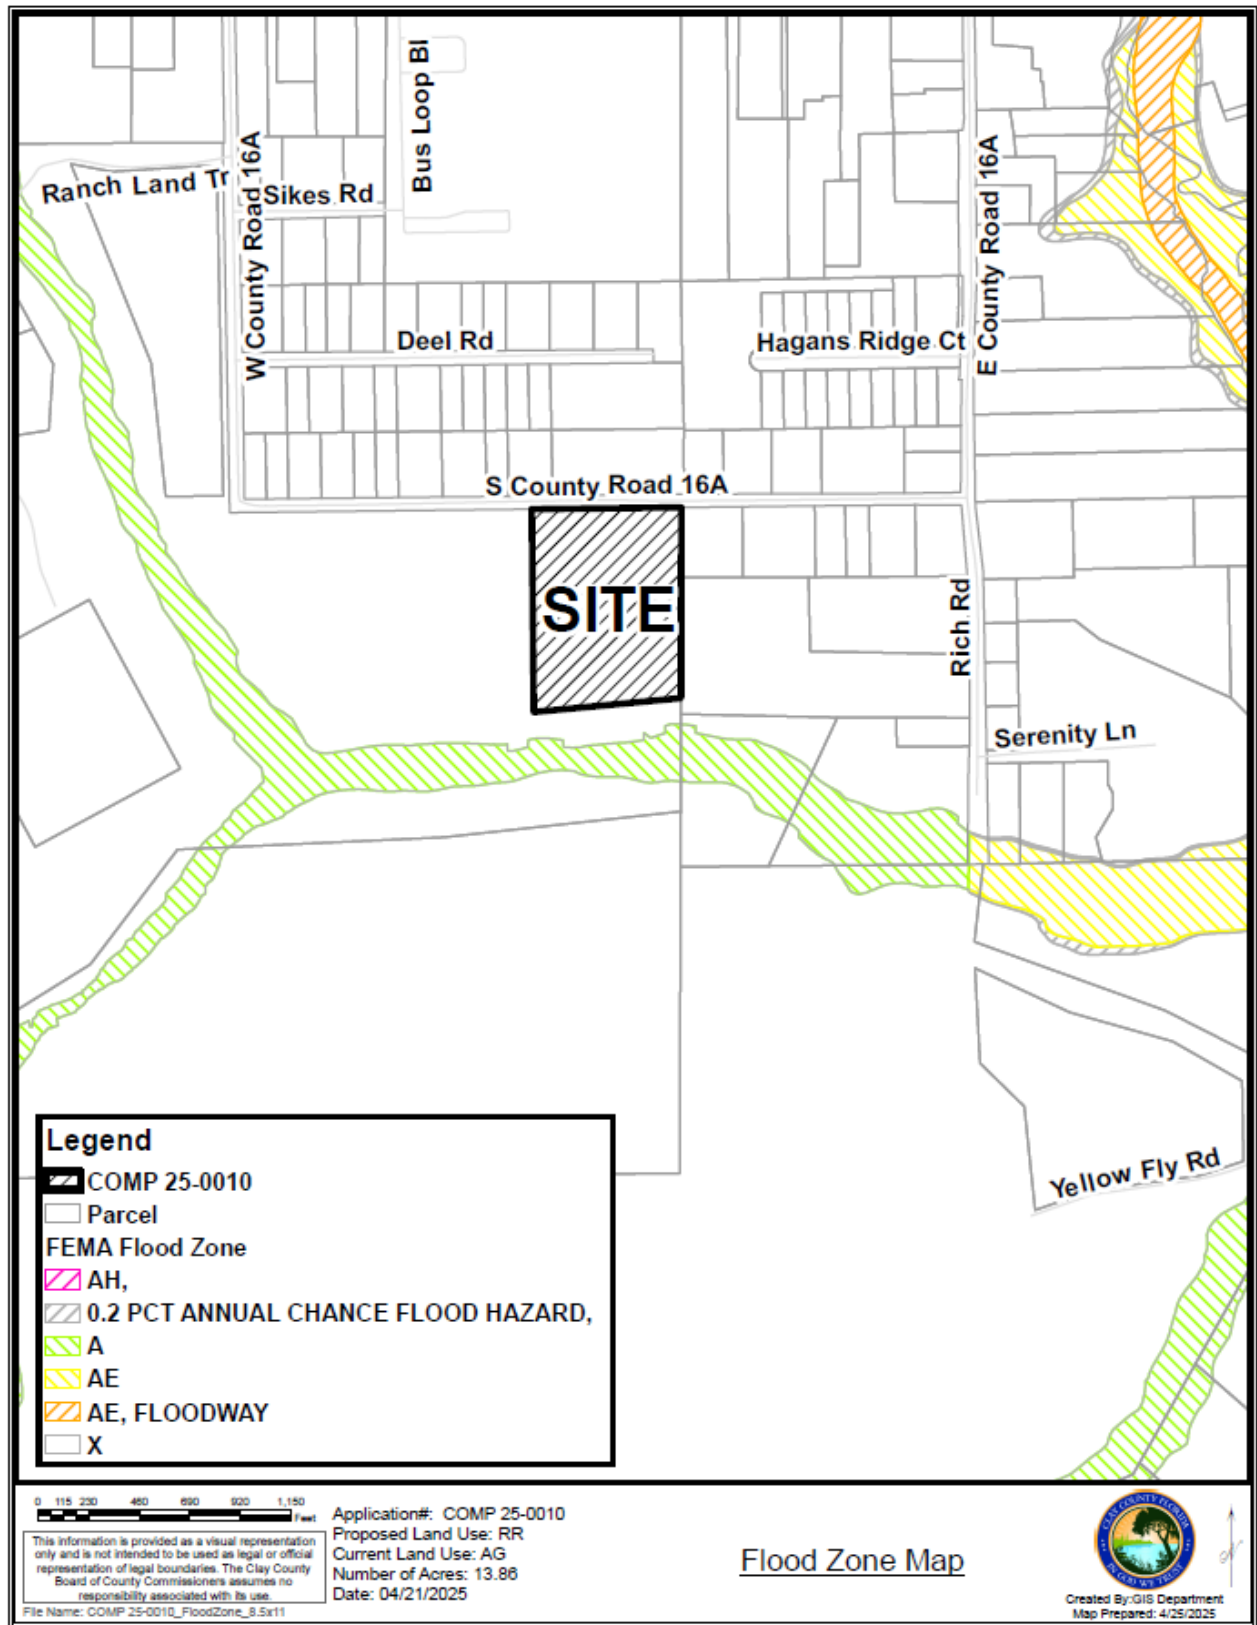 Bus Loop Bl
Ranch Land Tr
W County Road 16A
Sikes Rd
E County Road 16A
Deel Rd
Hagans Ridge Ct
S County Road 16A
SITE
Rich Rd
Serenity Ln
Yellow Fly Rd
Legend
COMP 25-0010
Parcel
FEMA Flood Zone
AH,
0.2 PCT ANNUAL CHANCE FLOOD HAZARD,
A
AE
AE, FLOODWAY
X
0 115 230 460 690 920 1,150
Feet
This information is provided as a visual representation
only and is not intended to be used as legal or official
representation of legal boundaries. The Clay County
Board of County Commissioners assumes no
responsibility associated with its use.
File Name: COMP 25-0010_FloodZone_8.5x11
Application#: COMP 25-0010
Proposed Land Use: RR
Current Land Use: AG
Number of Acres: 13.86
Date: 04/21/2025
Flood Zone Map
CLAY COUNTY FLORIDA
IN GOD WE TRUST
N
Created By:GIS Department
Map Prepared: 4/25/2025